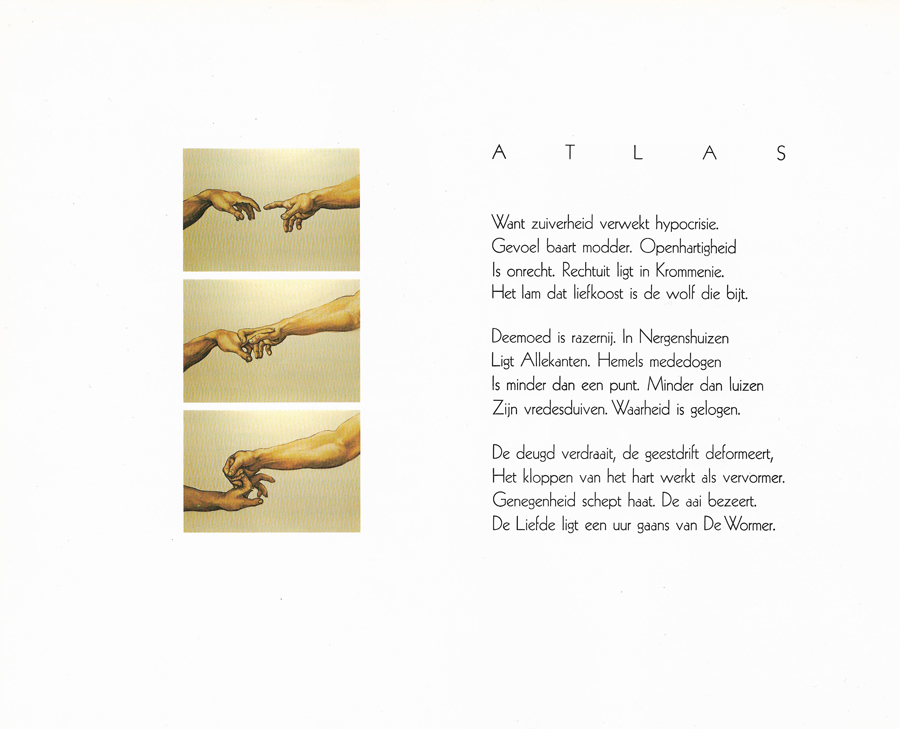 ATLAS
Want zuiverheid verwekt hypocrisie.
Gevoel baart modder. Openhartigheid
Is onrecht. Rechtuit ligt in Krommenie.
Het lam dat liefkoost is de wolf die bijt.
Deemoed is razernij. In Nergenshuizen
Ligt Allekanten. Hemels mededogen
Is minder dan een punt. Minder dan luizen
Zijn vredesduiven. Waarheid is gelogen.
De deugd verdraait, de geestdrift deformeert,
Het kloppen van het hart werkt als vervormer.
Genegenheid schept haat. De aai bezeert.
De Liefde ligt een uur gaans van De Wormer.